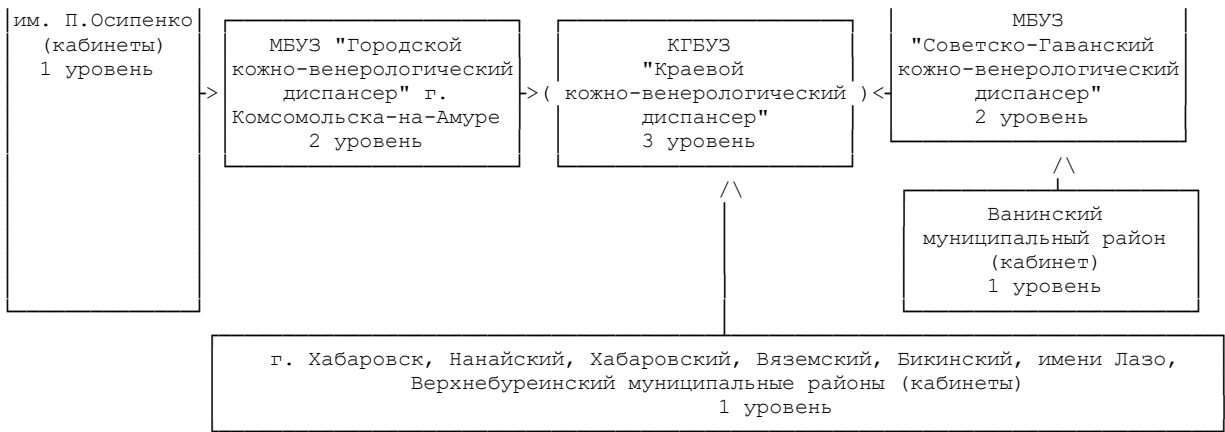 им. П.Осипенко
(кабинеты)
1 уровень
МБУЗ "Городской
кожно-венерологический
диспансер" г.
Комсомольска-на-Амуре
2 уровень
КГБУЗ
"Краевой
кожно-венерологический
диспансер"
3 уровень
МБУЗ
"Советско-Гаванский
кожно-венерологический
диспансер"
2 уровень
Ванинский
муниципальный район
(кабинет)
1 уровень
г. Хабаровск, Нанайский, Хабаровский, Вяземский, Бикинский, имени Лазо,
Верхнебуреинский муниципальные районы (кабинеты)
1 уровень